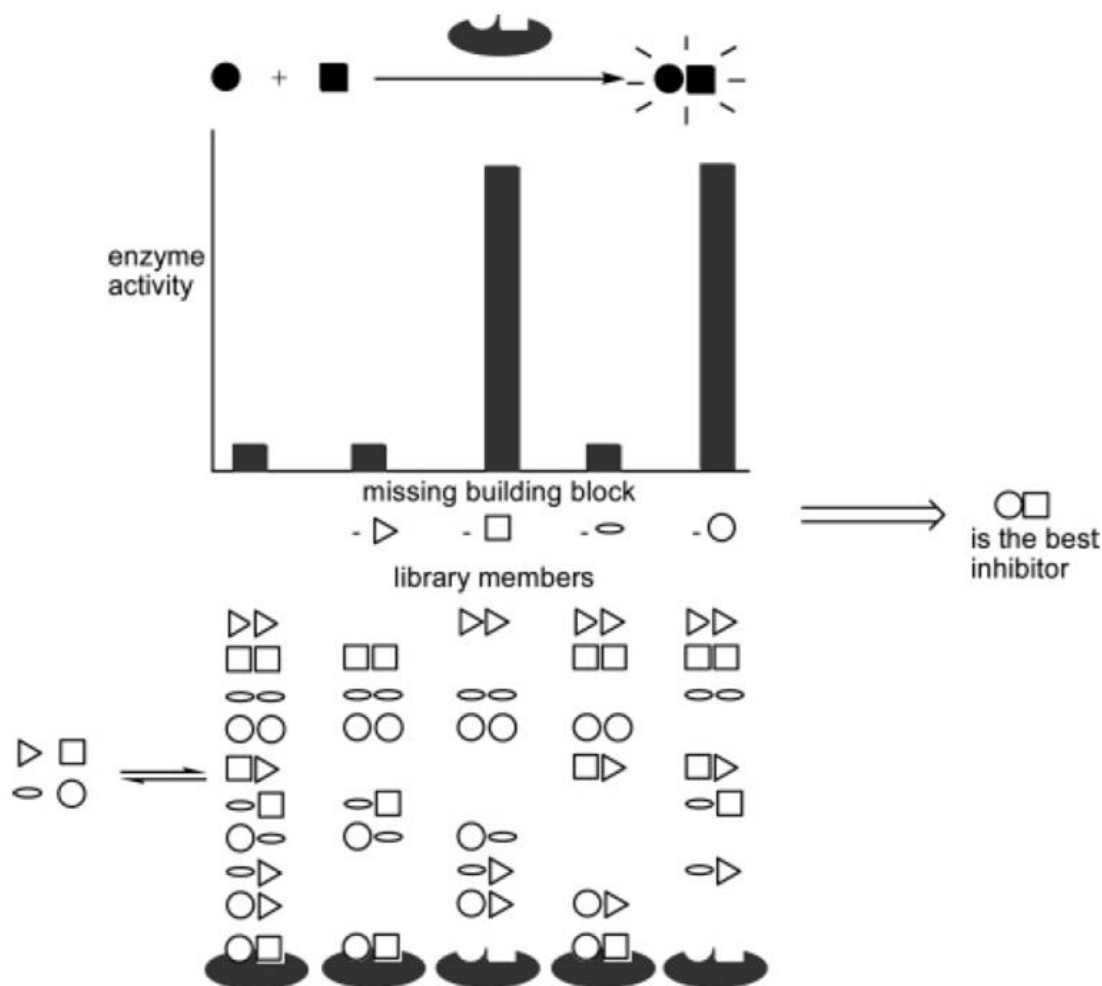 +
enzyme
activity
missing building block
- - - -
library members
is the best
inhibitor